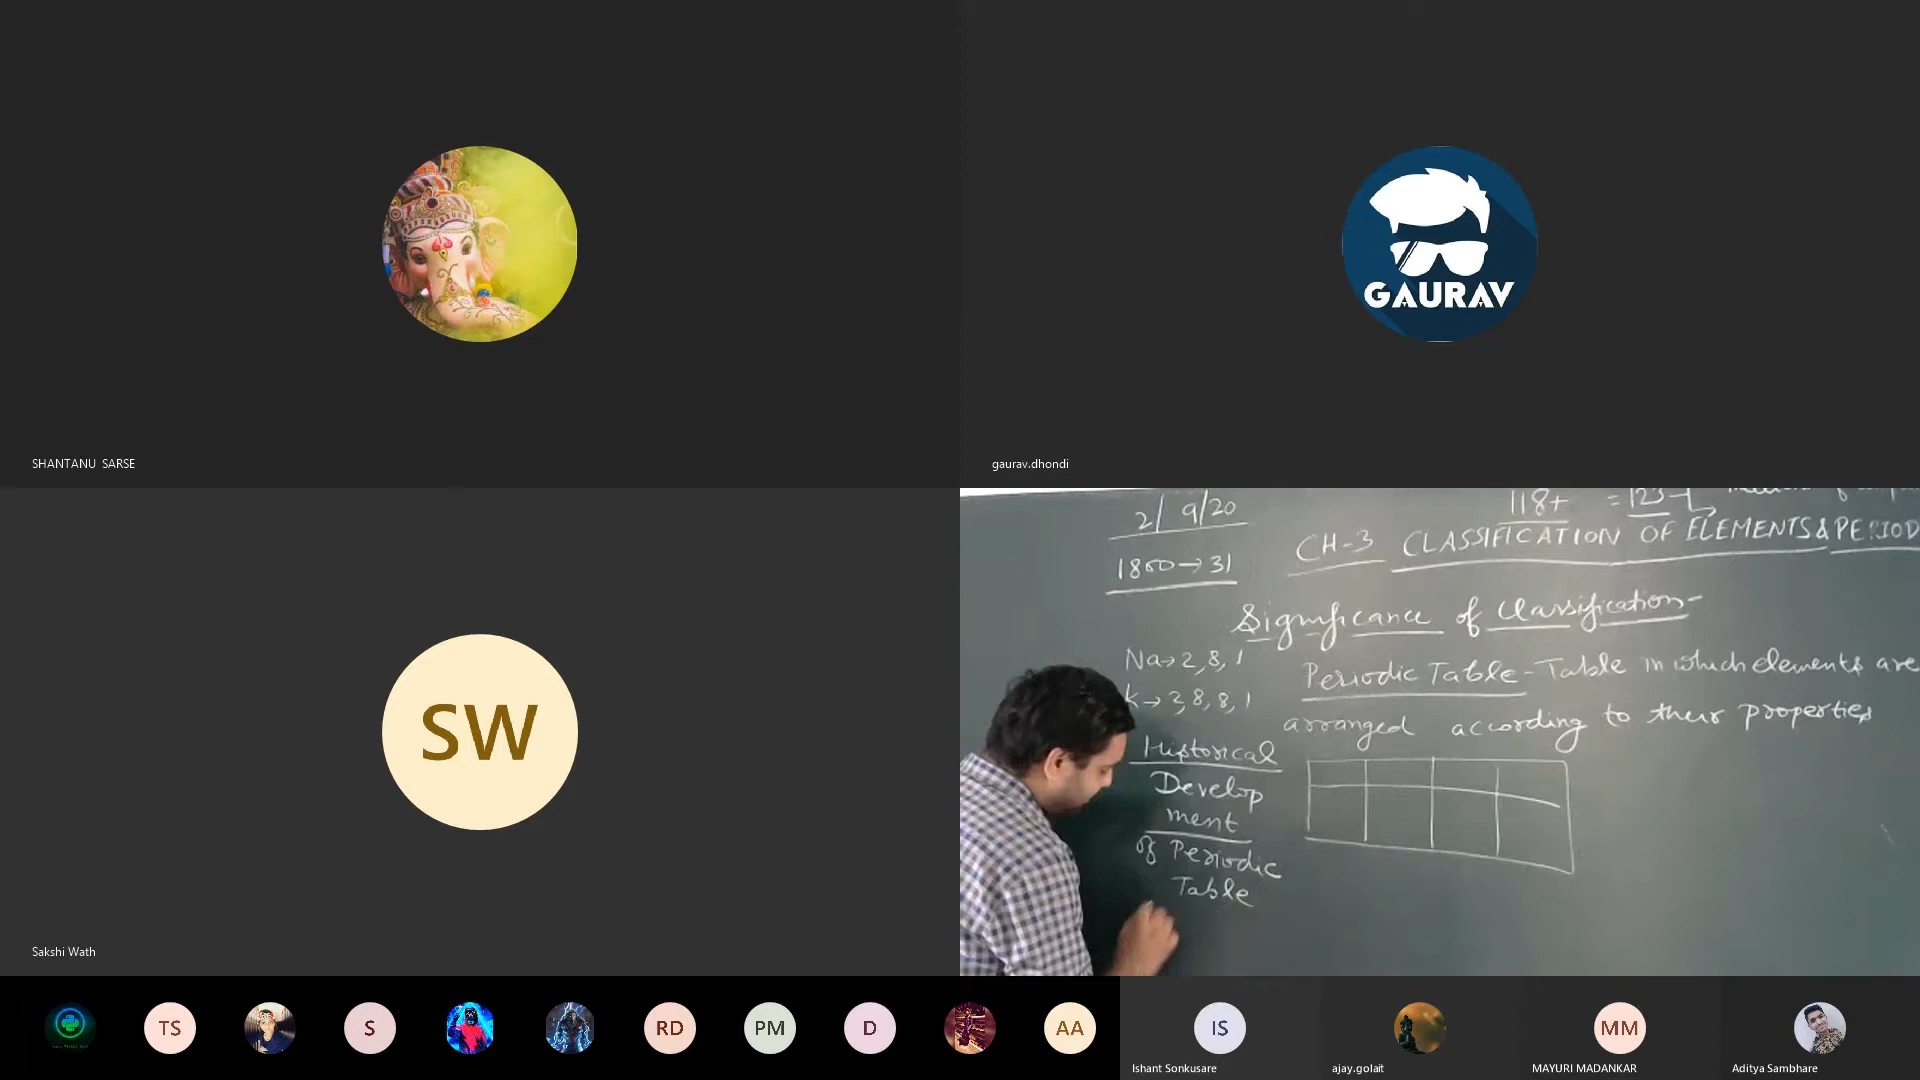 GAURAV
SHANTANU SARSE
gaurav.dhondi
SW
Sakshi Wath
2/ 9/20
118+ = 123
CH-3 CLASSIFICATION OF ELEMENTS & PERIOD
1800→31
Significance of Classification-
Na→2,8,1
Periodic Table-Table in which elements are
K→2,8,8,1
arranged according to their properties
Historical
Develop
ment
of Periodic
Table
TS
S
RD
PM
D
AA
IS
MM
Ishant Sonkusare
ajay.golait
MAYURI MADANKAR
Aditya Sambhare